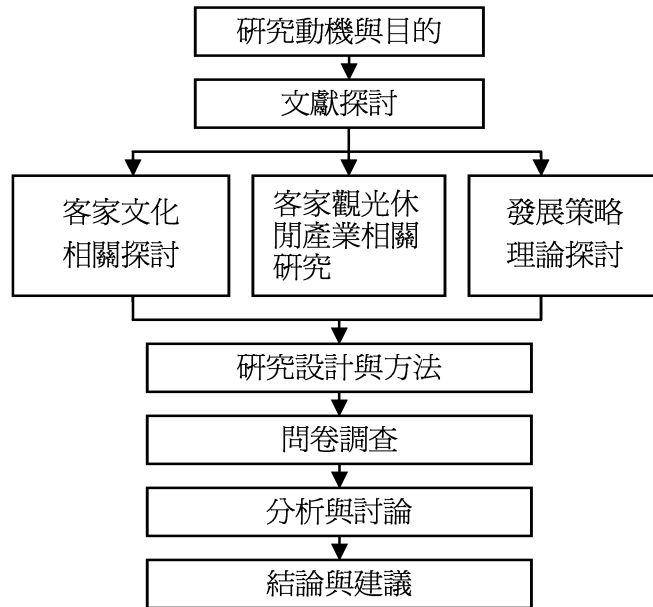 研究動機與目的
文獻探討
客家文化
相關探討
客家觀光休
閒產業相關
研究
發展策略
理論探討
研究設計與方法
問卷調查
分析與討論
結論與建議